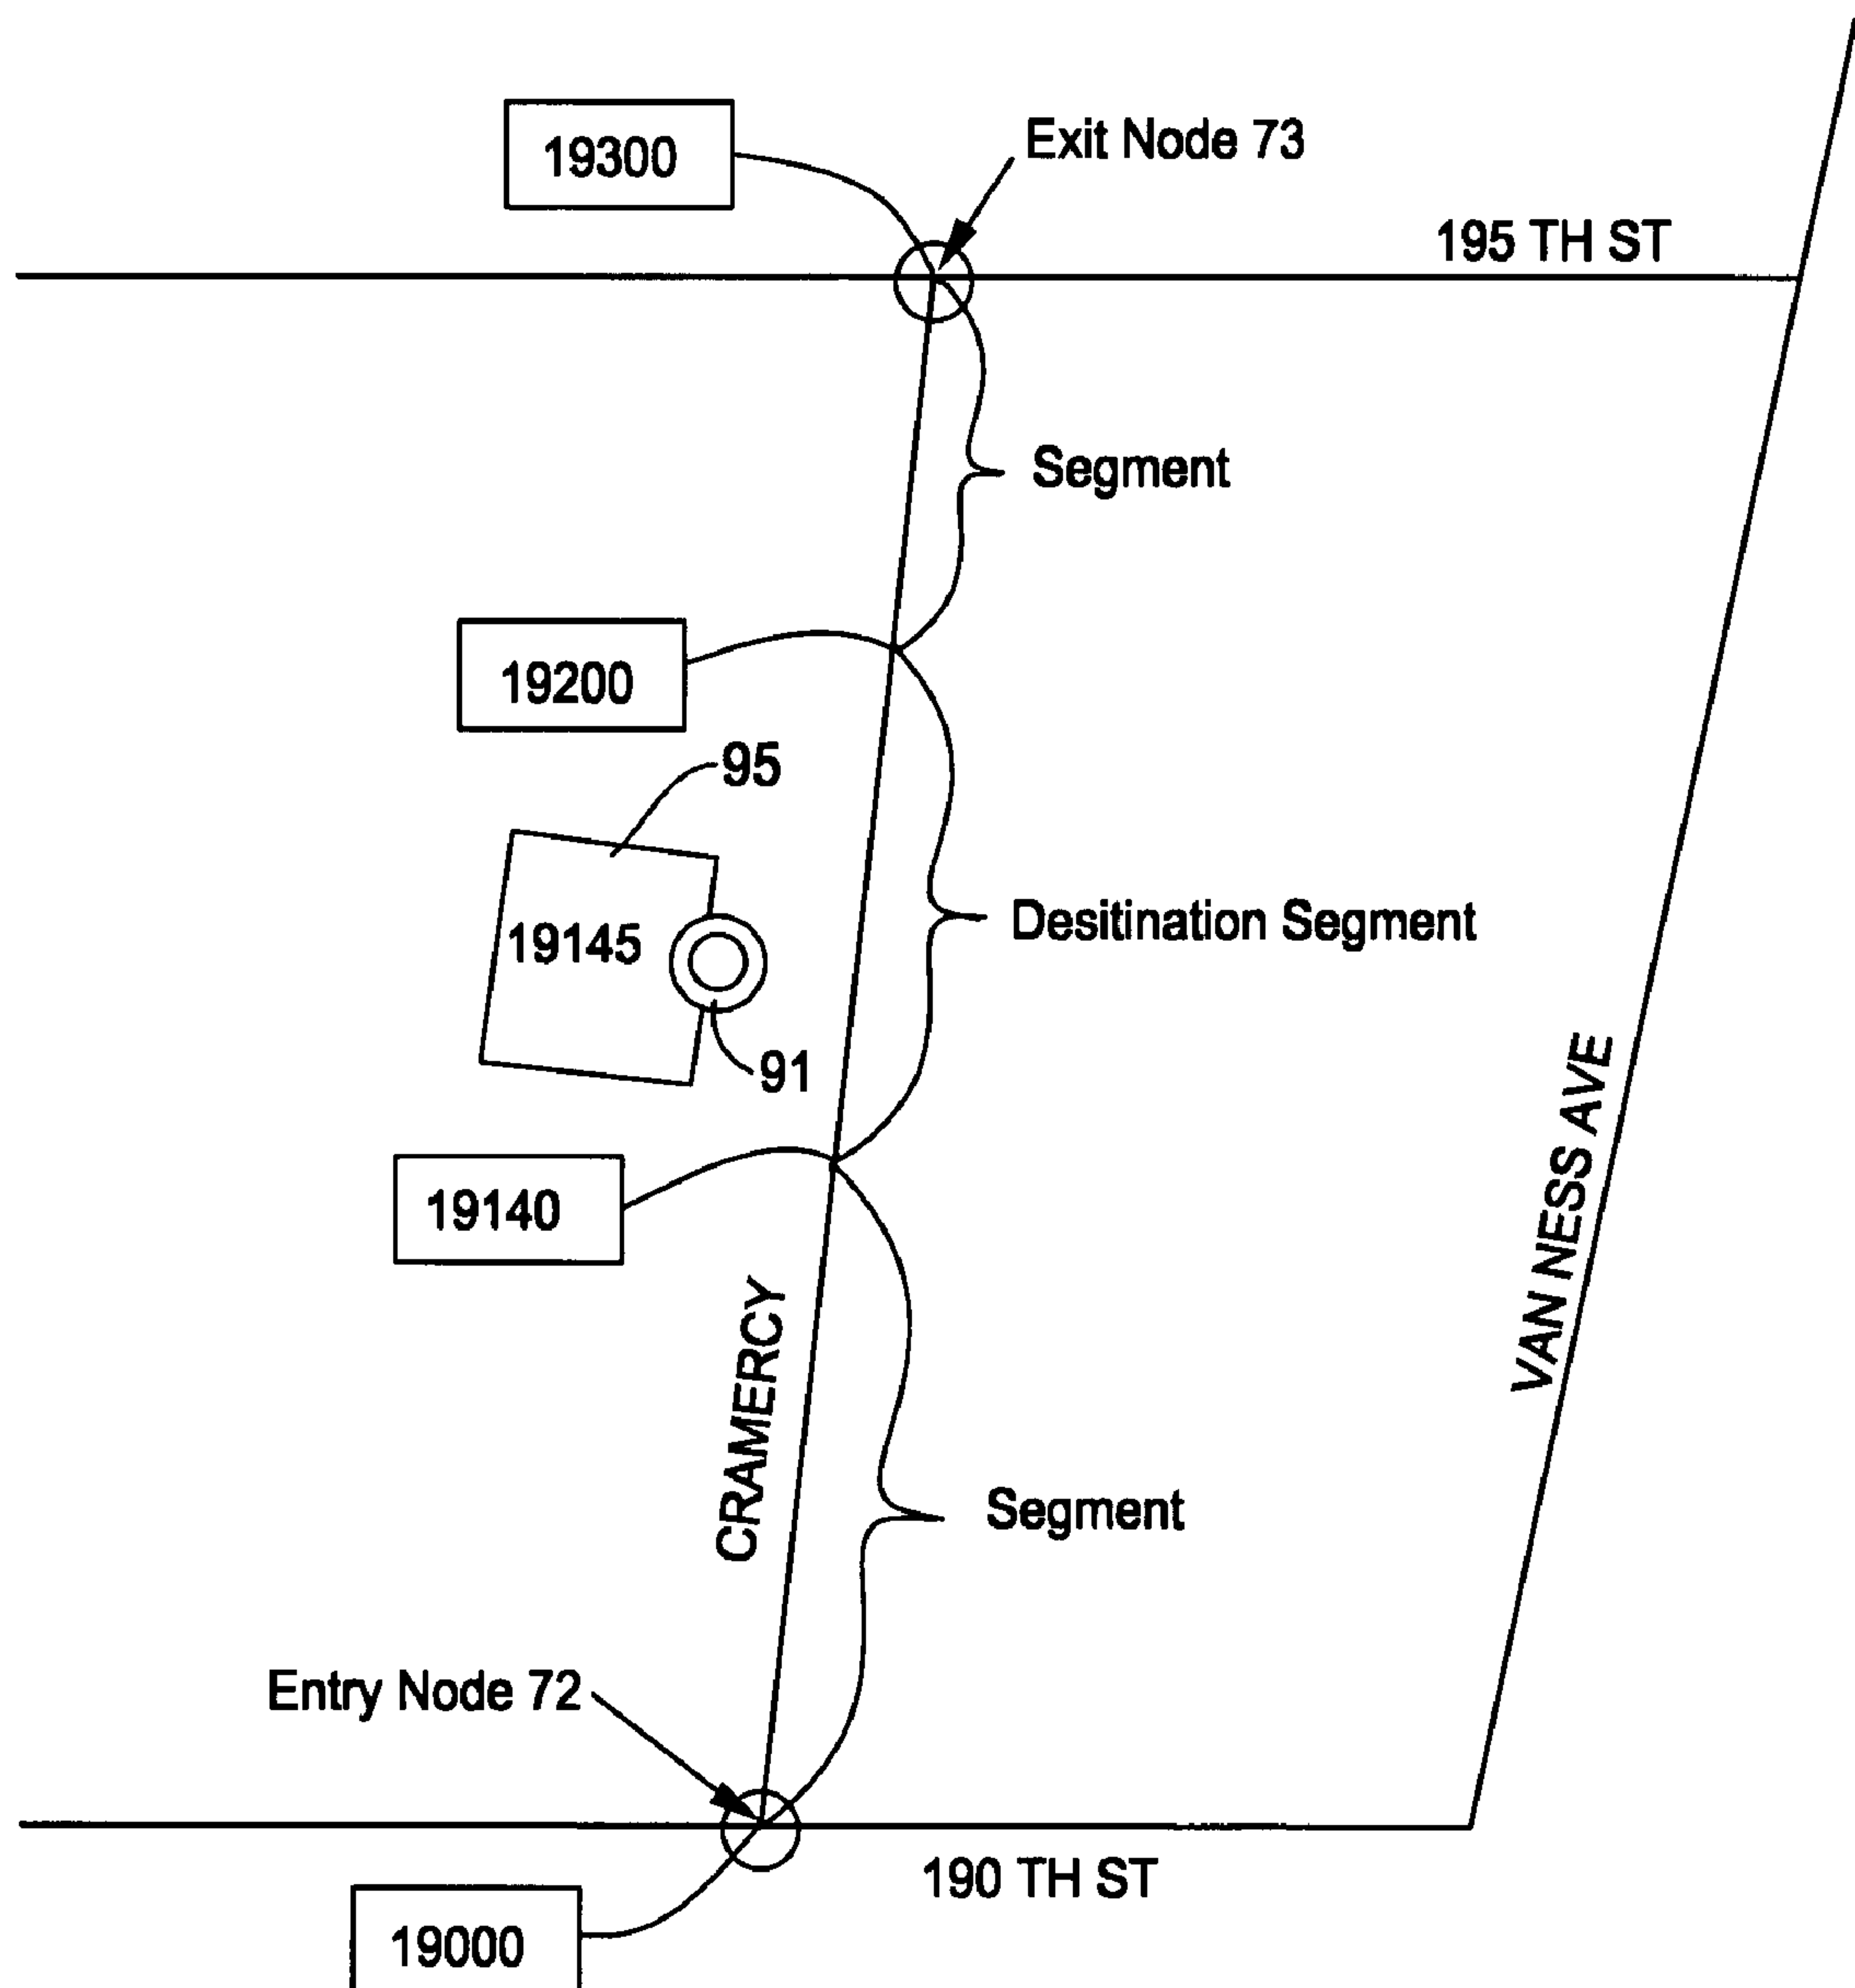 19300
Exit Node 73
195 TH ST
Segment
19200
95
19145
Desitination Segment
91
19140
VAN NESS AVE
CRAMERCY
Segment
Entry Node 72
190 TH ST
19000